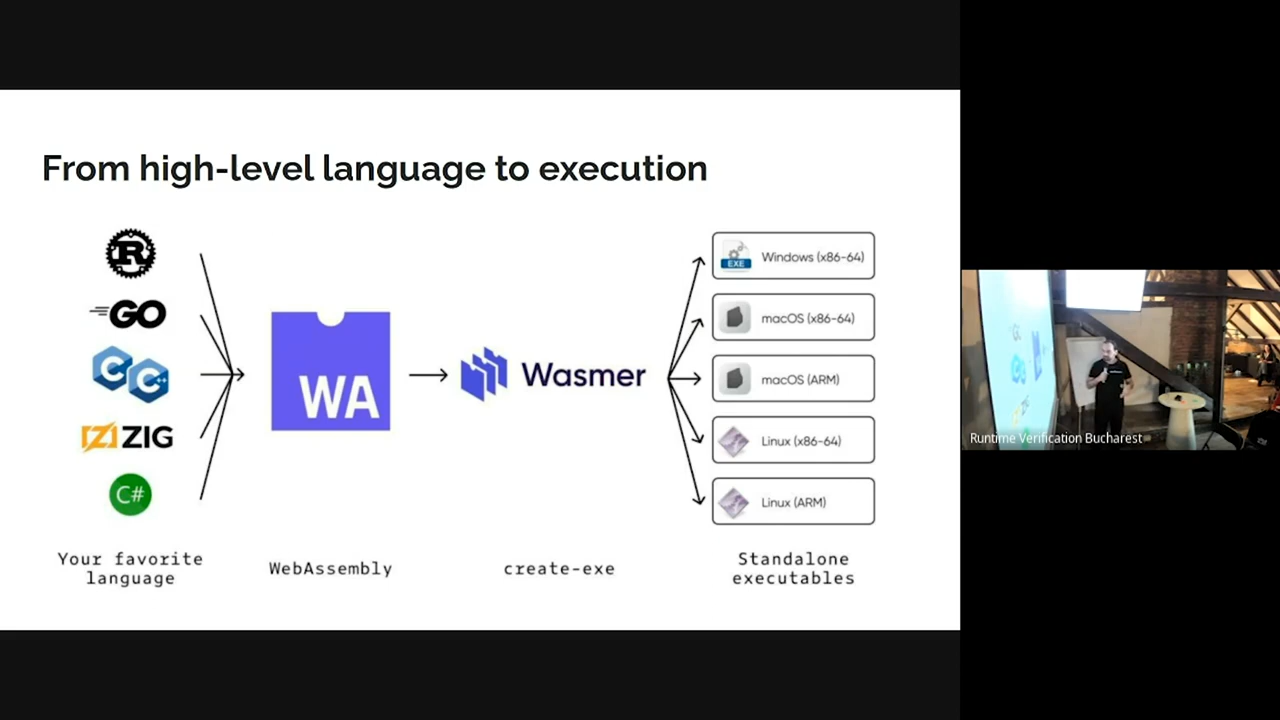 From high-level language to execution
R
GO
C C++
ZIG
C#
WA
Wasmer
EXE
Windows (x86-64)
macOS (x86-64)
macOS (ARM)
Linux (x86-64)
Linux (ARM)
Your favorite
language
WebAssembly
create-exe
Standalone
executables
Runtime Verification Bucharest